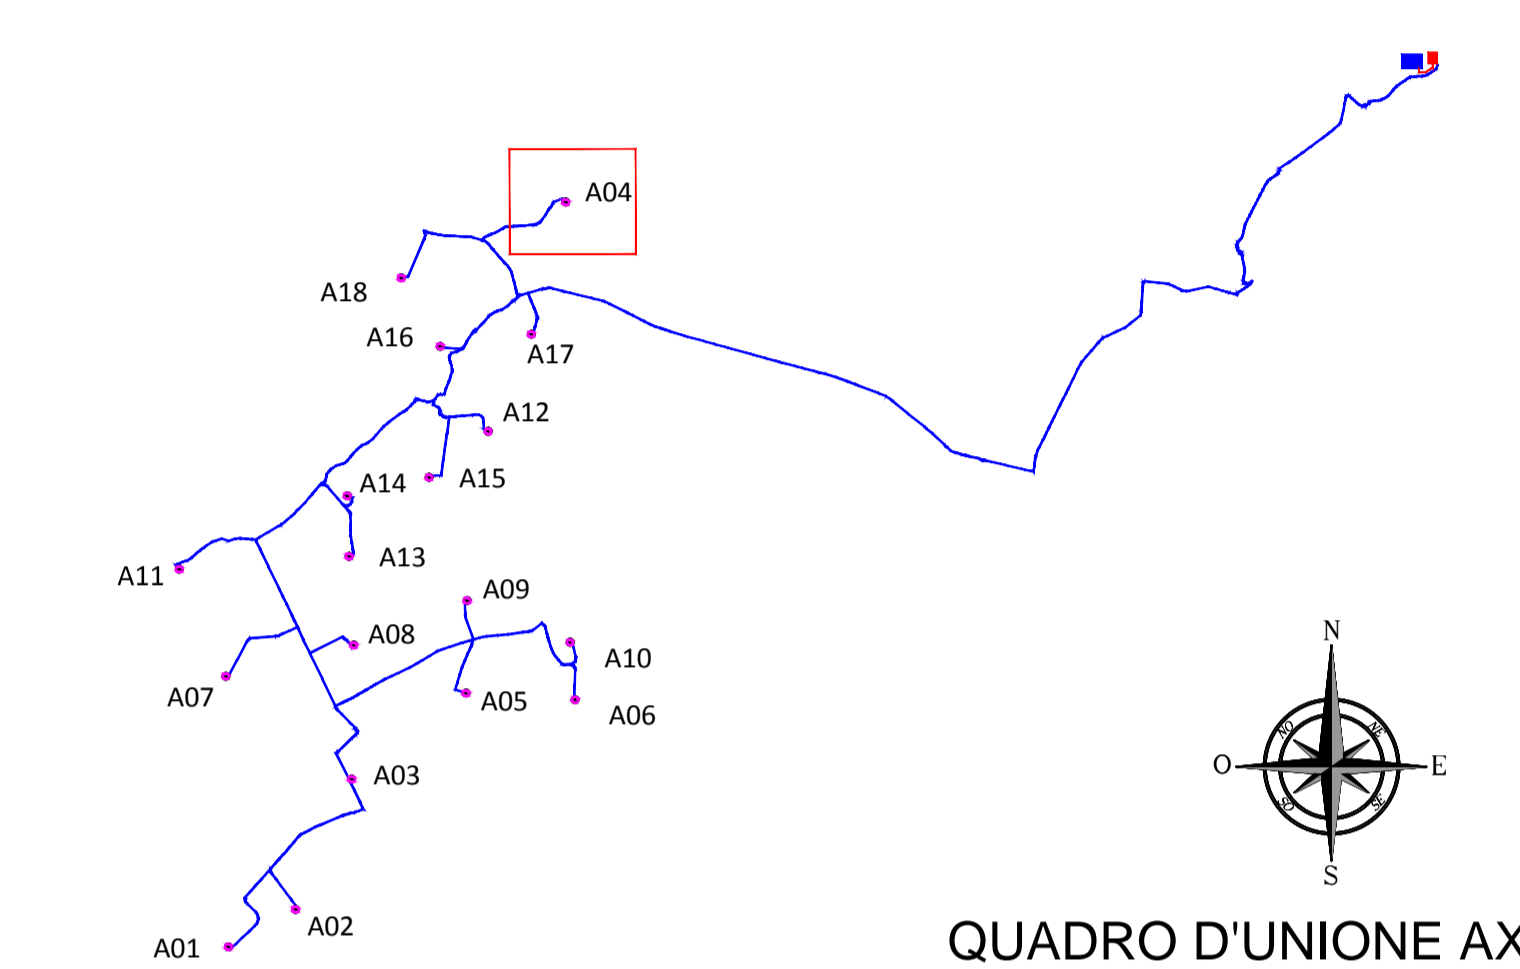 A04
A18
A16
A17
A12
A15
A14
A13
A11
A09
A08
A10
A07
A05
A06
A03
A02
A01
N
NO
NE
O
E
SO
SE
S
QUADRO D'UNIONE AX